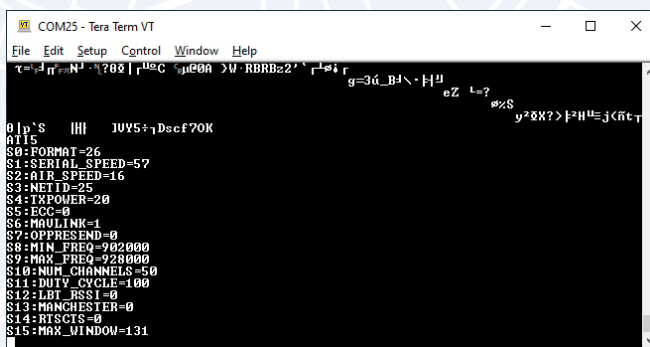 COM25 - Tera Term VT
File Edit Setup Control Window Help
ATI5
S0:FORMAT=26
S1:SERIAL_SPEED=57
S2:AIR_SPEED=16
S3:NETID=25
S4:TXPOWER=20
S5:ECC=0
S6:MAVLINK=1
S7:OPPRESEND=0
S8:MIN_FREQ=902000
S9:MAX_FREQ=928000
S10:NUM_CHANNELS=50
S11:DUTY_CYCLE=100
S12:LBT_RSSI=0
S13:MANCHESTER=0
S14:RTSCTS=0
S15:MAX_WINDOW=131